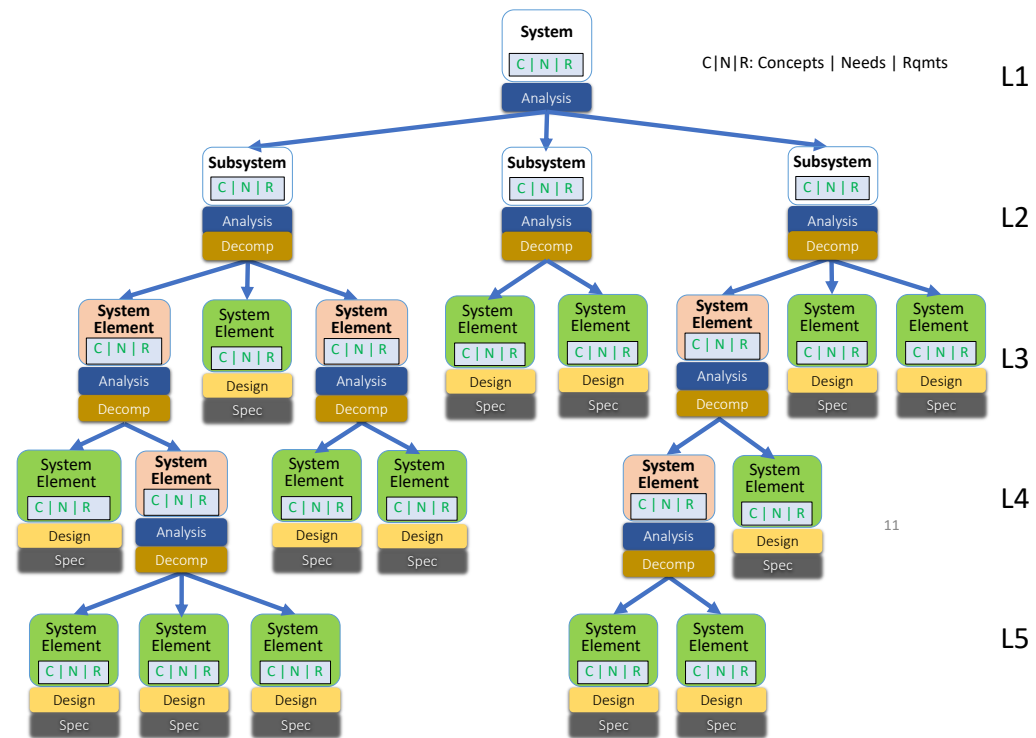 System
C | N | R
Analysis
C|N|R: Concepts | Needs | Rqmts
L1
Subsystem
C | N | R
Analysis
Decomp
Subsystem
C | N | R
Analysis
Decomp
Subsystem
C | N | R
Analysis
Decomp
L2
System
Element
C | N | R
Analysis
Decomp
System
Element
C | N | R
Design
Spec
System
Element
C | N | R
Analysis
Decomp
System
Element
C | N | R
Design
Spec
System
Element
C | N | R
Design
Spec
System
Element
C | N | R
Analysis
Decomp
System
Element
C | N | R
Design
Spec
System
Element
C | N | R
Design
Spec
L3
System
Element
C | N | R
Design
Spec
System
Element
C | N | R
Analysis
Decomp
System
Element
C | N | R
Design
Spec
System
Element
C | N | R
Design
Spec
System
Element
C | N | R
Analysis
Decomp
System
Element
C | N | R
Design
Spec
11
L4
System
Element
C | N | R
Design
Spec
System
Element
C | N | R
Design
Spec
System
Element
C | N | R
Design
Spec
System
Element
C | N | R
Design
Spec
System
Element
C | N | R
Design
Spec
L5